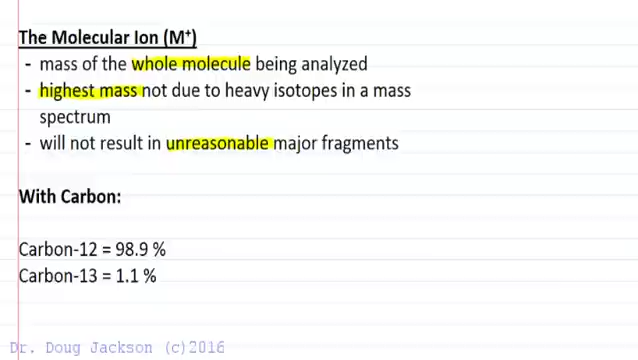 The Molecular Ion (M⁺)
- mass of the whole molecule being analyzed
- highest mass not due to heavy isotopes in a mass
spectrum
- will not result in unreasonable major fragments
With Carbon:
Carbon-12 = 98.9 %
Carbon-13 = 1.1 %
Dr. Doug Jackson (c)2016